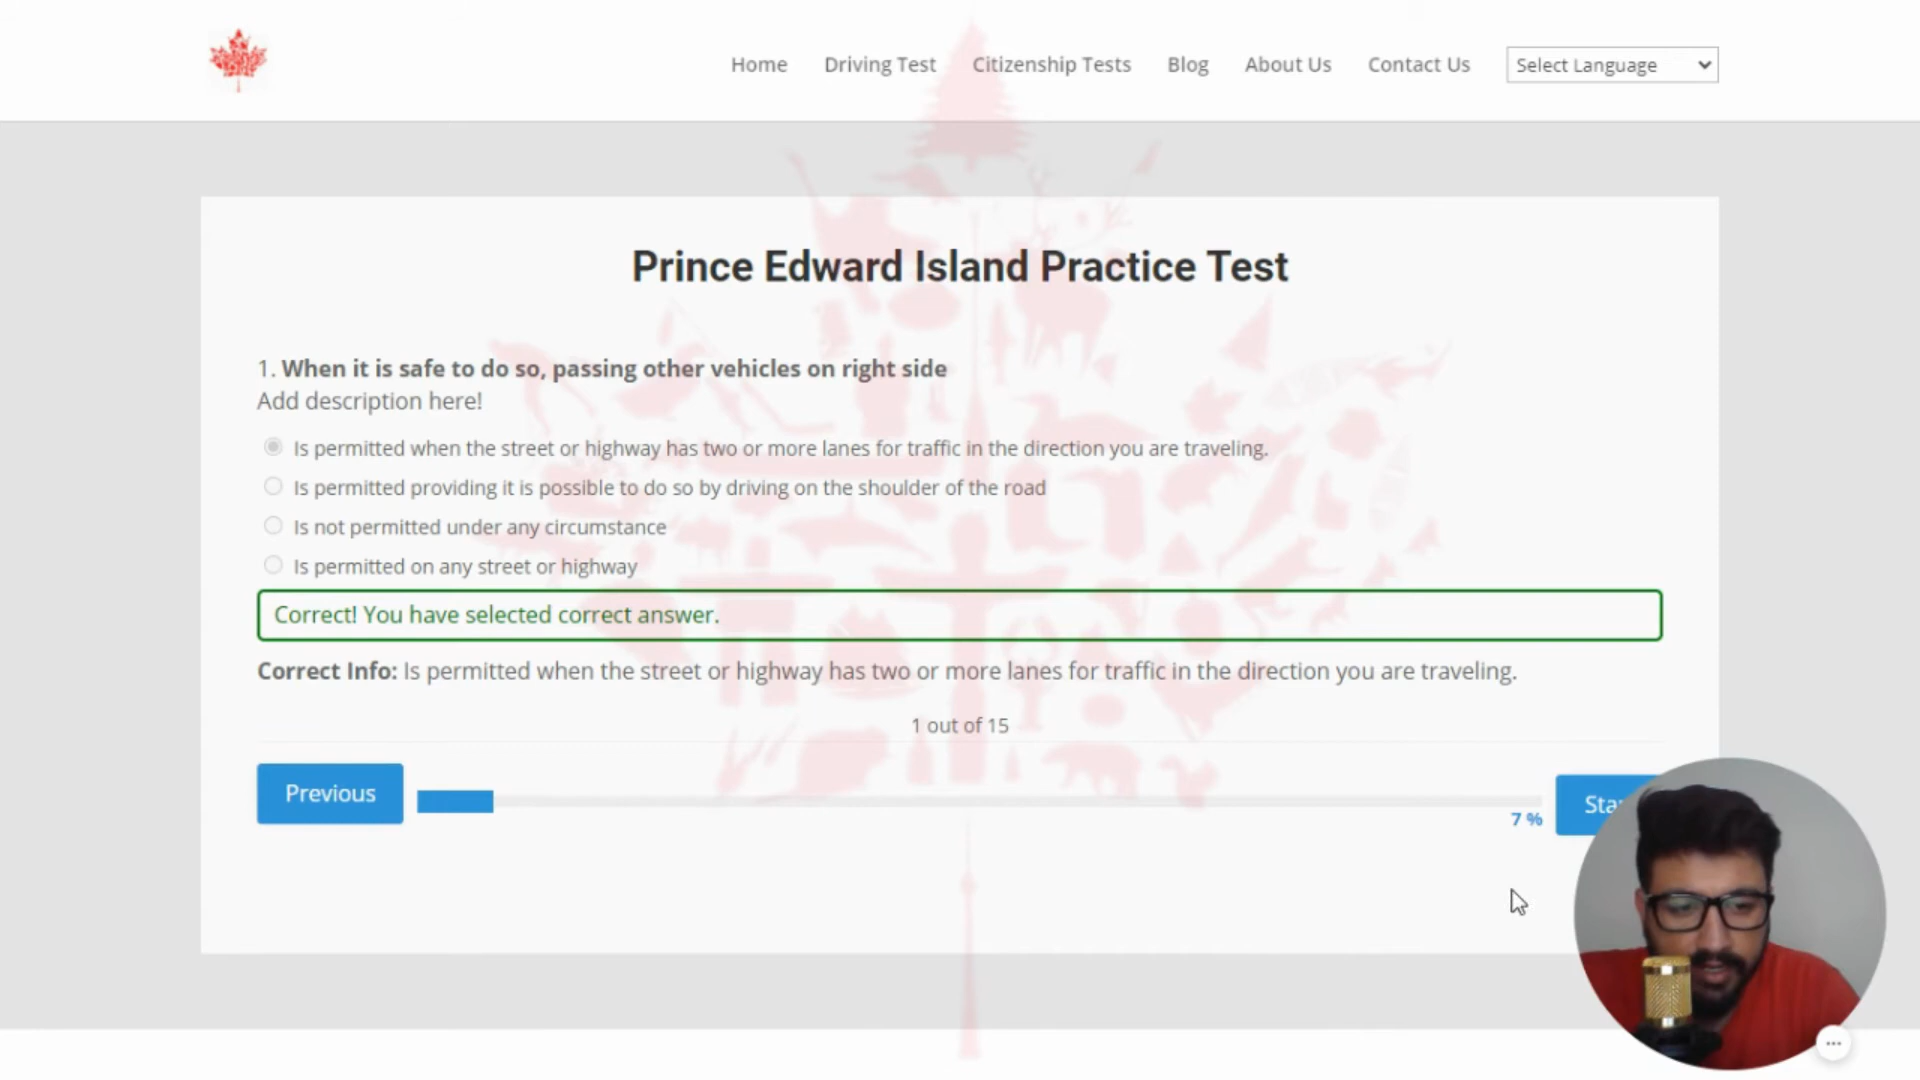 Home Driving Test Citizenship Tests Blog About Us Contact Us Select Language
Prince Edward Island Practice Test
1. When it is safe to do so, passing other vehicles on right side
Add description here!
Is permitted when the street or highway has two or more lanes for traffic in the direction you are traveling.
Is permitted providing it is possible to do so by driving on the shoulder of the road
Is not permitted under any circumstance
Is permitted on any street or highway
Correct! You have selected correct answer.
Correct Info: Is permitted when the street or highway has two or more lanes for traffic in the direction you are traveling.
1 out of 15
Previous
7 %